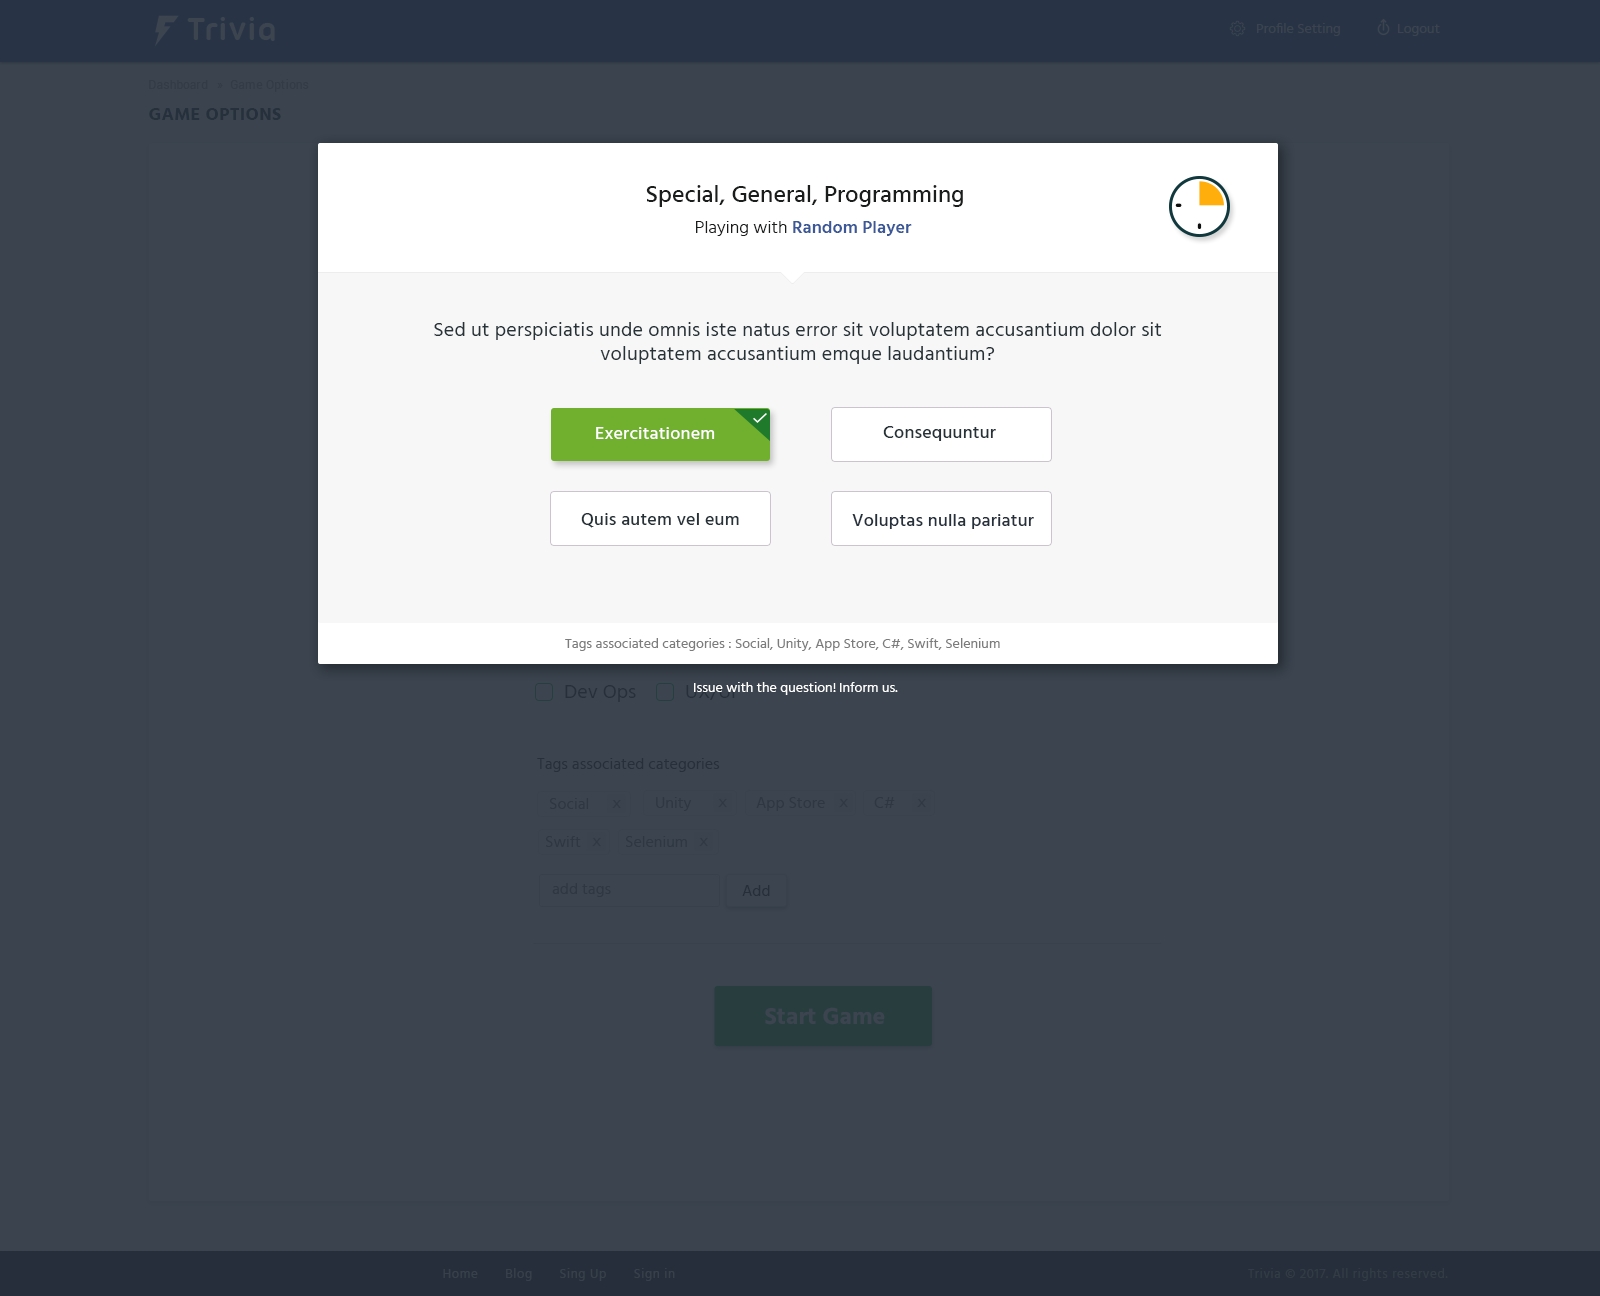 Trivia
Profile Setting
Logout
Dashboard » Game Options
GAME OPTIONS
Special, General, Programming
Playing with Random Player
Sed ut perspiciatis unde omnis iste natus error sit voluptatem accusantium dolor sit
voluptatem accusantium emque laudantium?
Exercitationem
Consequuntur
Quis autem vel eum
Voluptas nulla pariatur
Tags associated categories : Social, Unity, App Store, C#, Swift, Selenium
Issue with the question! Inform us.
Dev Ops
Tags associated categories
Social x Unity x App Store x C# x
Swift x Selenium x
add tags
Add
Start Game
Home Blog Sing Up Sign in
Trivia © 2017. All rights reserved.